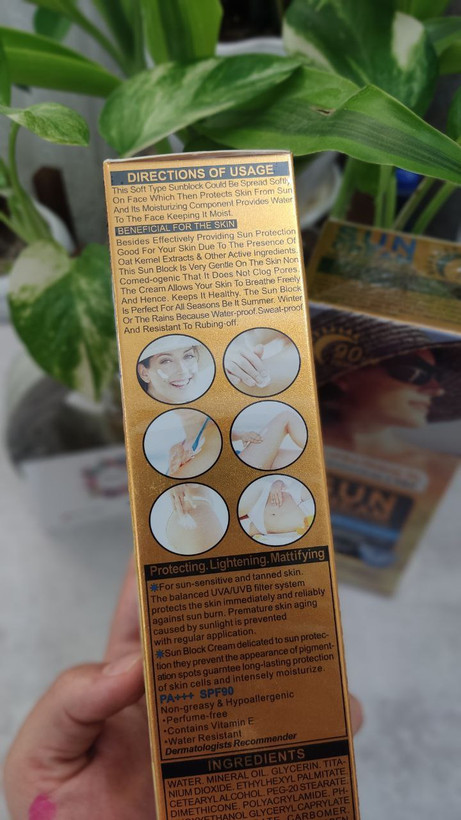 DIRECTIONS OF USAGE
This Soft Type Sunblock Could Be Spread Softly,
On Face Which Then Protects Skin From Sun
And Its Moisturizing Component Provides Water
To The Face Keeping It Moist.
BENEFICIAL FOR THE SKIN
Besides Effectively Providing Sun Protection
Good For Your Skin Due To The Presence Of
Oat Kernel Extracts & Other Active Ingredients.
This Sun Block Is Very Gentle On The Skin Non
Comed-ogenic That It Does Not Clog Pores.
The Cream Allows Your Skin To Breathe Freely
And Hence. Keeps It Healthy. The Sun Block
Is Perfect For All Seasons Be It Summer. Winter
Or The Rains Because Water-proof.Sweat-proof
And Resistant To Rubing-off.
Protecting. Lightening. Mattifying
✳For sun-sensitive and tanned skin.
The balanced UVA/UVB filter system
protects the skin immediately and reliably
against sun burn. Premature skin aging
caused by sunlight is prevented
with regular application.
✳Sun Block Cream delicated to sun protec-
tion they prevent the appearance of pigment-
ation spots guarntee long-lasting protection
of skin cells and intensely moisturize.
PA+++ SPF90
Non-greasy & Hypoallergenic
•Perfume-free
•Contains Vitamin E
•Water Resistant
Dermatologists Recommender
INGREDIENTS
WATER. MINERAL OIL. GLYCERIN. TITA-
NIUM DIOXIDE. ETHYLHEXYL PALMITATE.
CETEARYL ALCOHOL. PEG-20 STEARATE.
DIMETHICONE. POLYACRYLAMIDE. PH-
GLYCERYL CAPRYLATE
CARBOMER.
90
SUN